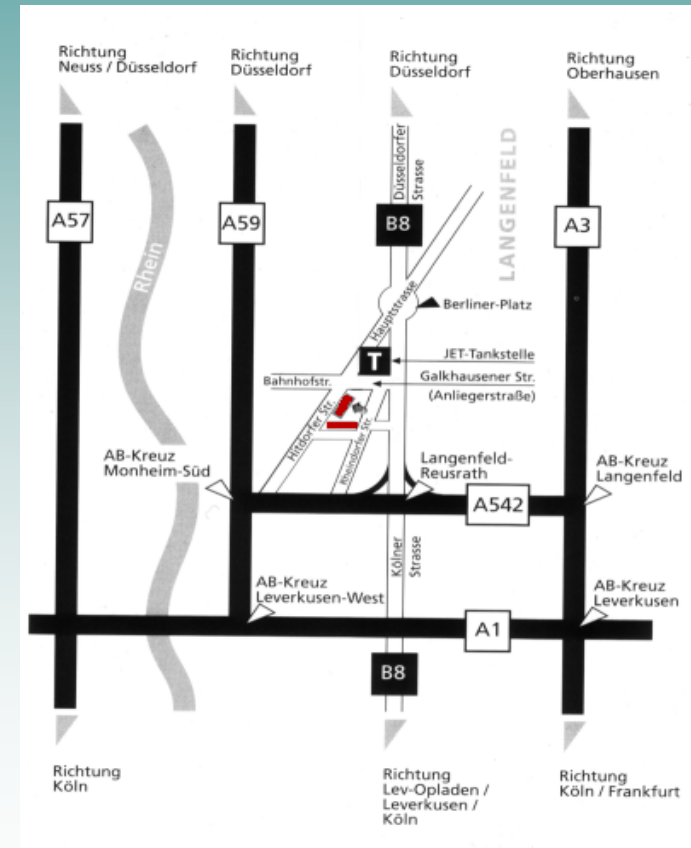 Richtung
Neuss / Düsseldorf
Richtung
Düsseldorf
Richtung
Düsseldorf
Richtung
Oberhausen
Düsseldorfer
Strasse
LANGENFELD
A57
A59
B8
A3
Rhein
Hauptstrasse
Berliner-Platz
T
JET-Tankstelle
Bahnhofstr.
Galkhausener Str.
(Anliegerstraße)
Hitdorfer Str.
Rheindorfer Str.
AB-Kreuz
Monheim-Süd
Langenfeld-
Reusrath
AB-Kreuz
Langenfeld
A542
Kölner
Strasse
AB-Kreuz
Leverkusen-West
AB-Kreuz
Leverkusen
A1
B8
Richtung
Köln
Richtung
Lev-Opladen /
Leverkusen /
Köln
Richtung
Köln / Frankfurt